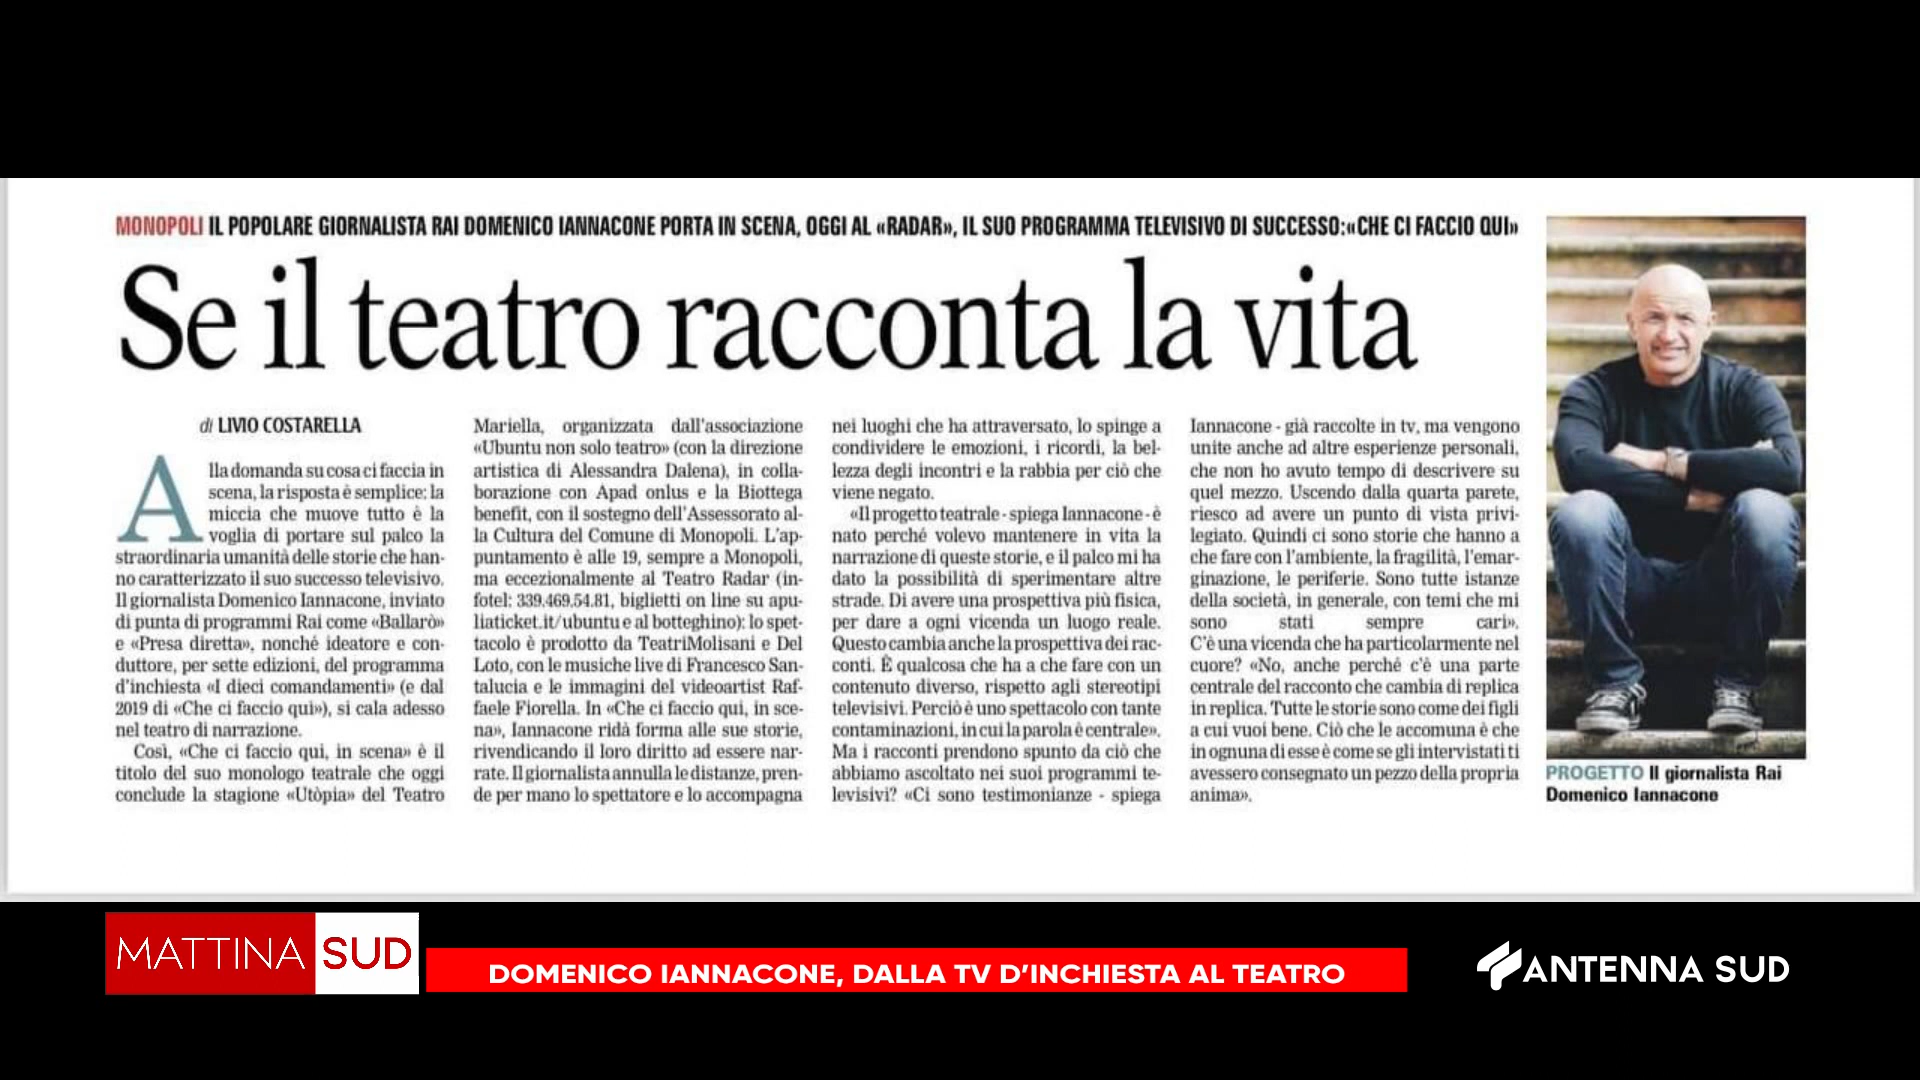 MONOPOLI IL POPOLARE GIORNALISTA RAI DOMENICO IANNACONE PORTA IN SCENA, OGGI AL «RADAR», IL SUO PROGRAMMA TELEVISIVO DI SUCCESSO:«CHE CI FACCIO QUI»
Se il teatro racconta la vita
di LIVIO COSTARELLA
Alla domanda su cosa ci faccia in
scena, la risposta è semplice: la
miccia che muove tutto è la
voglia di portare sul palco la
straordinaria umanità delle storie che han-
no caratterizzato il suo successo televisivo.
Il giornalista Domenico Iannacone, inviato
di punta di programmi Rai come «Ballarò»
e «Presa diretta», nonché ideatore e con-
duttore, per sette edizioni, del programma
d'inchiesta «I dieci comandamenti» (e dal
2019 di «Che ci faccio qui»), si cala adesso
nel teatro di narrazione.
Così, «Che ci faccio qui, in scena» è il
titolo del suo monologo teatrale che oggi
conclude la stagione «Utòpia» del Teatro
Mariella, organizzata dall'associazione
«Ubuntu non solo teatro» (con la direzione
artistica di Alessandra Dalena), in colla-
borazione con Apad onlus e la Biottega
benefit, con il sostegno dell'Assessorato al-
la Cultura del Comune di Monopoli. L'ap-
puntamento è alle 19, sempre a Monopoli,
ma eccezionalmente al Teatro Radar (in-
fotel: 339.469.54.81, biglietti on line su apu-
liaticket.it/ubuntu e al botteghino): lo spet-
tacolo è prodotto da TeatriMolisani e Del
Loto, con le musiche live di Francesco San-
talucia e le immagini del videoartist Raf-
faele Fiorella. In «Che ci faccio qui, in sce-
na», Iannacone ridà forma alle sue storie,
rivendicando il loro diritto ad essere nar-
rate. Il giornalista annulla le distanze, pren-
de per mano lo spettatore e lo accompagna
nei luoghi che ha attraversato, lo spinge a
condividere le emozioni, i ricordi, la bel-
lezza degli incontri e la rabbia per ciò che
viene negato.
«Il progetto teatrale - spiega Iannacone - è
nato perché volevo mantenere in vita la
narrazione di queste storie, e il palco mi ha
dato la possibilità di sperimentare altre
strade. Di avere una prospettiva più fisica,
per dare a ogni vicenda un luogo reale.
Questo cambia anche la prospettiva dei rac-
conti. È qualcosa che ha a che fare con un
contenuto diverso, rispetto agli stereotipi
televisivi. Perciò è uno spettacolo con tante
contaminazioni, in cui la parola è centrale».
Ma i racconti prendono spunto da ciò che
abbiamo ascoltato nei suoi programmi te-
levisivi? «Ci sono testimonianze - spiega
Iannacone - già raccolte in tv, ma vengono
unite anche ad altre esperienze personali,
che non ho avuto tempo di descrivere su
quel mezzo. Uscendo dalla quarta parete,
riesco ad avere un punto di vista privi-
legiato. Quindi ci sono storie che hanno a
che fare con l'ambiente, la fragilità, l'emar-
ginazione, le periferie. Sono tutte istanze
della società, in generale, con temi che mi
sono stati sempre cari».
C'è una vicenda che ha particolarmente nel
cuore? «No, anche perché c'è una parte
centrale del racconto che cambia di replica
in replica. Tutte le storie sono come dei figli
a cui vuoi bene. Ciò che le accomuna è che
in ognuna di esse è come se gli intervistati ti
avessero consegnato un pezzo della propria
anima».
PROGETTO Il giornalista Rai
Domenico Iannacone
MATTINA SUD
DOMENICO IANNACONE, DALLA TV D'INCHIESTA AL TEATRO
ANTENNA SUD